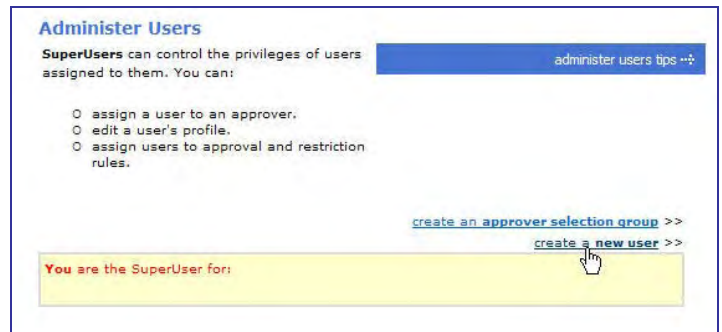 Administer Users
SuperUsers can control the privileges of users
assigned to them. You can:
administer users tips
o assign a user to an approver.
o edit a user's profile.
o assign users to approval and restriction
rules.
create an approver selection group >>
create a new user >>
You are the SuperUser for: